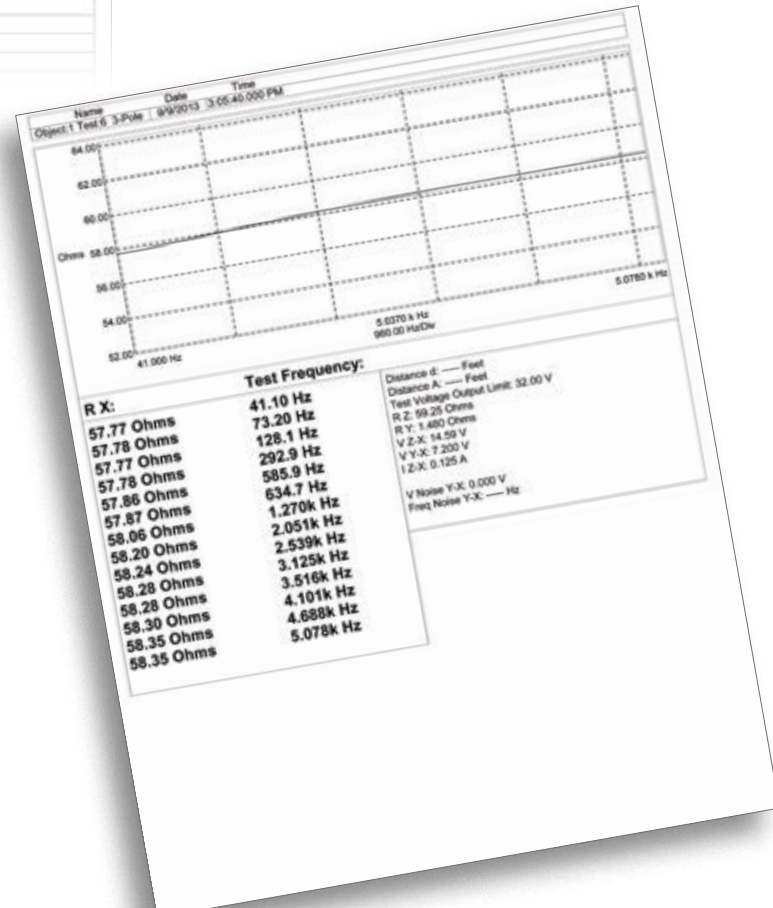 Name Date Time
Object:1 Test:6 3-Pole 9/9/2013 3:05:40.000 PM
64.00
62.00
60.00
Ohms 58.00
56.00
54.00
52.00
41.000 Hz
5.0370 k Hz
960.00 Hz/Div
5.0780 k Hz
R X: Test Frequency:
57.77 Ohms 41.10 Hz
57.78 Ohms 73.20 Hz
57.77 Ohms 128.1 Hz
57.78 Ohms 292.9 Hz
57.86 Ohms 585.9 Hz
57.87 Ohms 634.7 Hz
58.06 Ohms 1.270k Hz
58.20 Ohms 2.051k Hz
58.24 Ohms 2.539k Hz
58.28 Ohms 3.125k Hz
58.28 Ohms 3.516k Hz
58.30 Ohms 4.101k Hz
58.35 Ohms 4.688k Hz
58.35 Ohms 5.078k Hz
Distance d: ---- Feet
Distance A: ---- Feet
Test Voltage Output Limit: 32.00 V
R Z: 59.25 Ohms
R Y: 1.480 Ohms
V Z-X: 14.59 V
V Y-X: 7.200 V
I Z-X: 0.125 A
V Noise Y-X: 0.000 V
Freq Noise Y-X: ---- Hz